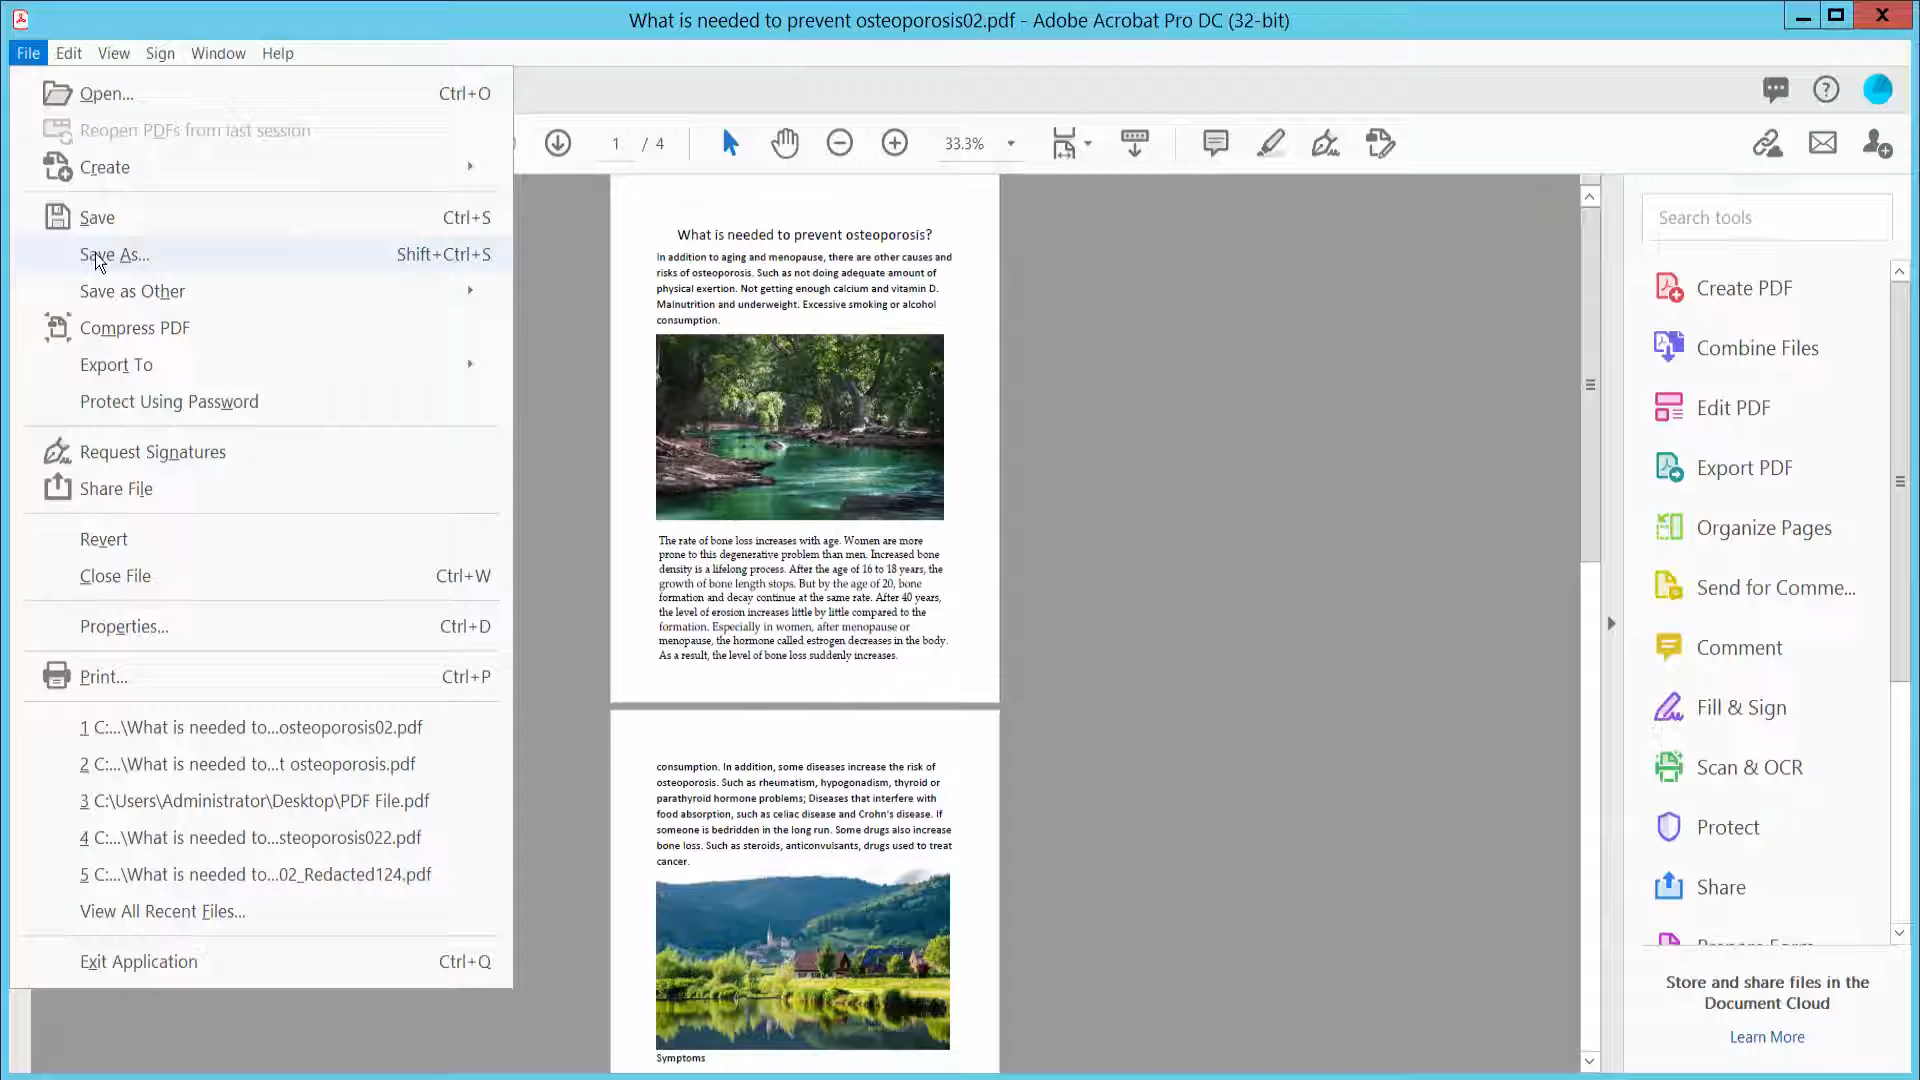 What is needed to prevent osteoporosis02.pdf - Adobe Acrobat Pro DC (32-bit)
File Edit View Sign Window Help
Open... Ctrl+O
Reopen PDFs from last session
Create
Save Ctrl+S
Save As... Shift+Ctrl+S
Save as Other
Compress PDF
Export To
Protect Using Password
Request Signatures
Share File
Revert
Close File Ctrl+W
Properties... Ctrl+D
Print... Ctrl+P
1 C:...\What is needed to...osteoporosis02.pdf
2 C:...\What is needed to...t osteoporosis.pdf
3 C:\Users\Administrator\Desktop\PDF File.pdf
4 C:...\What is needed to...steoporosis022.pdf
5 C:...\What is needed to...02_Redacted124.pdf
View All Recent Files...
Exit Application Ctrl+Q
1 / 4
33.3%
What is needed to prevent osteoporosis?
In addition to aging and menopause, there are other causes and
risks of osteoporosis. Such as not doing adequate amount of
physical exertion. Not getting enough calcium and vitamin D.
Malnutrition and underweight. Excessive smoking or alcohol
consumption.
The rate of bone loss increases with age. Women are more
prone to this degenerative problem than men. Increased bone
density is a lifelong process. After the age of 16 to 18 years, the
growth of bone length stops. But by the age of 20, bone
formation and decay continue at the same rate. After 40 years,
the level of erosion increases little by little compared to the
formation. Especially in women, after menopause or
menopause, the hormone called estrogen decreases in the body.
As a result, the level of bone loss suddenly increases.
consumption. In addition, some diseases increase the risk of
osteoporosis. Such as rheumatism, hypogonadism, thyroid or
parathyroid hormone problems; Diseases that interfere with
food absorption, such as celiac disease and Crohn's disease. If
someone is bedridden in the long run. Some drugs also increase
bone loss. Such as steroids, anticonvulsants, drugs used to treat
cancer.
Symptoms
Search tools
Create PDF
Combine Files
Edit PDF
Export PDF
Organize Pages
Send for Comme...
Comment
Fill & Sign
Scan & OCR
Protect
Share
Prepare Form
Store and share files in the
Document Cloud
Learn More